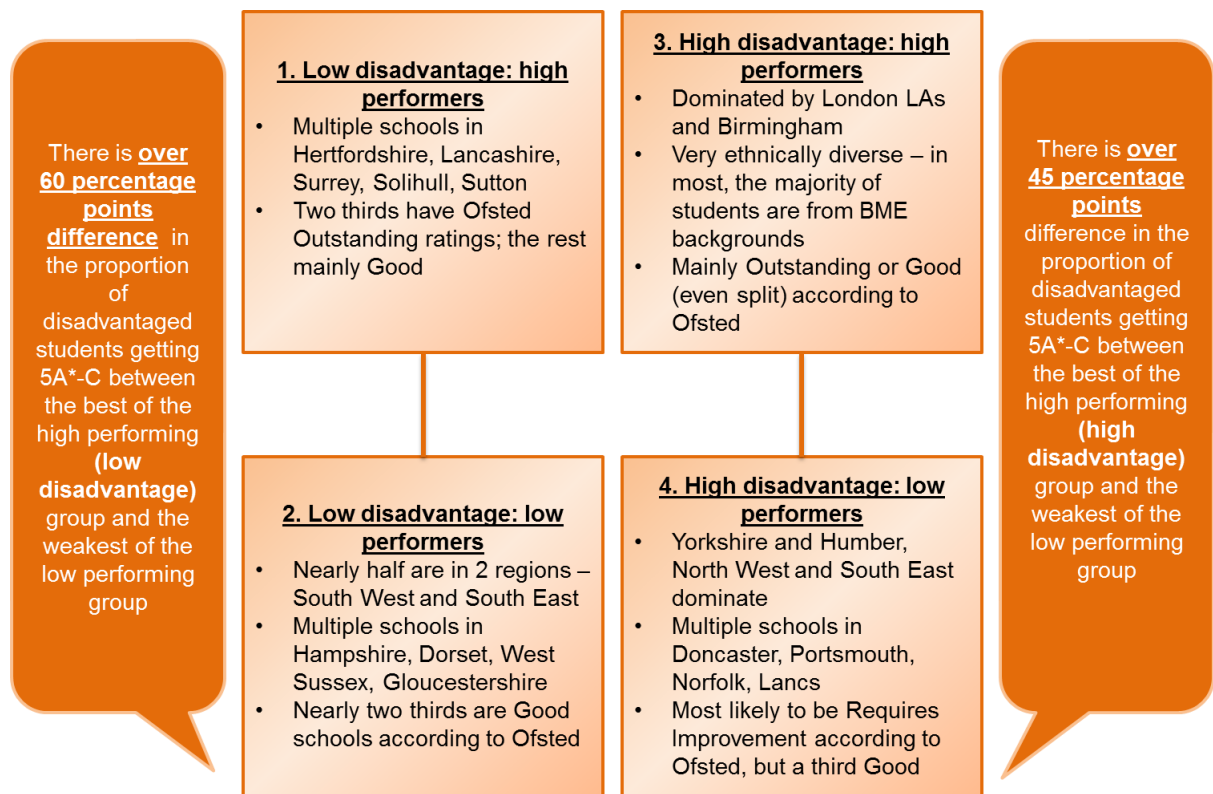 There is over
60 percentage
points
difference in
the proportion
of
disadvantaged
students getting
5A*-C between
the best of the
high performing
(low
disadvantage)
group and the
weakest of the
low performing
group
1. Low disadvantage: high
performers
• Multiple schools in
Hertfordshire, Lancashire,
Surrey, Solihull, Sutton
• Two thirds have Ofsted
Outstanding ratings; the rest
mainly Good
2. Low disadvantage: low
performers
• Nearly half are in 2 regions –
South West and South East
• Multiple schools in
Hampshire, Dorset, West
Sussex, Gloucestershire
• Nearly two thirds are Good
schools according to Ofsted
3. High disadvantage: high
performers
• Dominated by London LAs
and Birmingham
• Very ethnically diverse – in
most, the majority of
students are from BME
backgrounds
• Mainly Outstanding or Good
(even split) according to
Ofsted
4. High disadvantage: low
performers
• Yorkshire and Humber,
North West and South East
dominate
• Multiple schools in
Doncaster, Portsmouth,
Norfolk, Lancs
• Most likely to be Requires
Improvement according to
Ofsted, but a third Good
There is over
45 percentage
points
difference in the
proportion of
disadvantaged
students getting
5A*-C between
the best of the
high performing
(high
disadvantage)
group and the
weakest of the
low performing
group